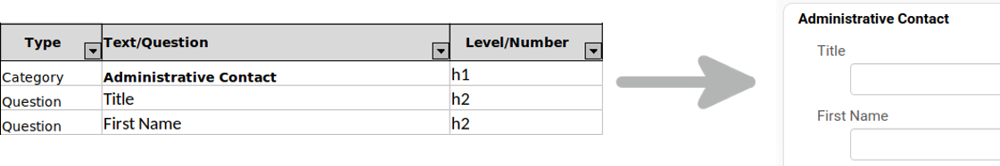 Type Text/Question Level/Number
Category Administrative Contact h1
Question Title h2
Question First Name h2
Administrative Contact
Title
First Name